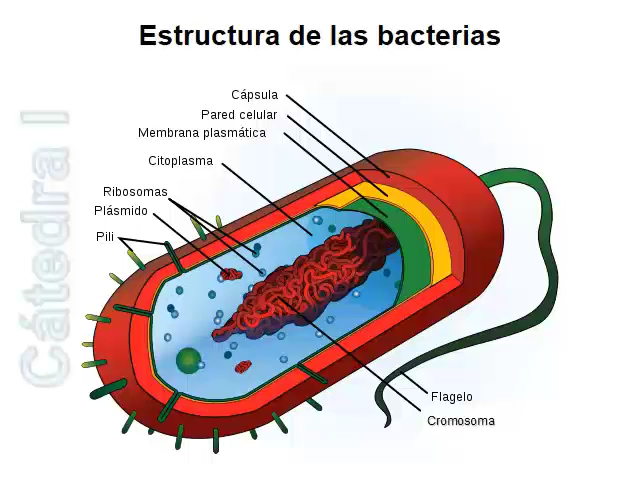 Estructura de las bacterias
Cátedra I
Cápsula
Pared celular
Membrana plasmática
Citoplasma
Ribosomas
Plásmido
Pili
Flagelo
Cromosoma